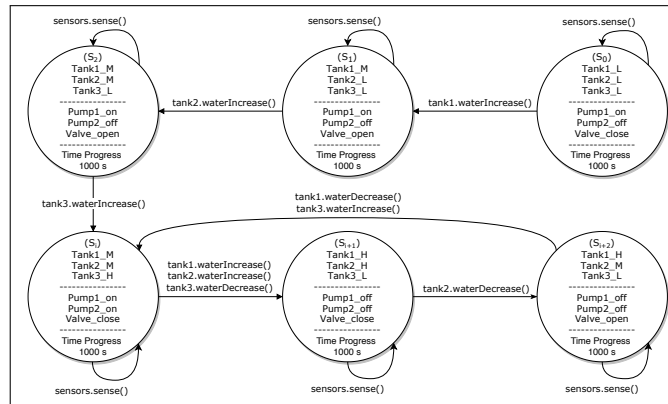 sensors.sense()
sensors.sense()
sensors.sense()
(S2)
Tank1_M
Tank2_M
Tank3_L
------------------
Pump1_on
Pump2_off
Valve_open
------------------
Time Progress
1000 s
tank2.waterIncrease()
(S1)
Tank1_M
Tank2_L
Tank3_L
------------------
Pump1_on
Pump2_off
Valve_open
------------------
Time Progress
1000 s
tank1.waterIncrease()
(S0)
Tank1_L
Tank2_L
Tank3_L
------------------
Pump1_on
Pump2_off
Valve_close
------------------
Time Progress
1000 s
tank3.waterIncrease()
tank1.waterDecrease()
tank3.waterIncrease()
(Si)
Tank1_M
Tank2_M
Tank3_H
------------------
Pump1_on
Pump2_on
Valve_close
------------------
Time Progress
1000 s
tank1.waterIncrease()
tank2.waterIncrease()
tank3.waterDecrease()
(Si+1)
Tank1_H
Tank2_H
Tank3_L
------------------
Pump1_off
Pump2_off
Valve_close
------------------
Time Progress
1000 s
tank2.waterDecrease()
(Si+2)
Tank1_H
Tank2_M
Tank3_L
------------------
Pump1_off
Pump2_off
Valve_open
------------------
Time Progress
1000 s
sensors.sense()
sensors.sense()
sensors.sense()